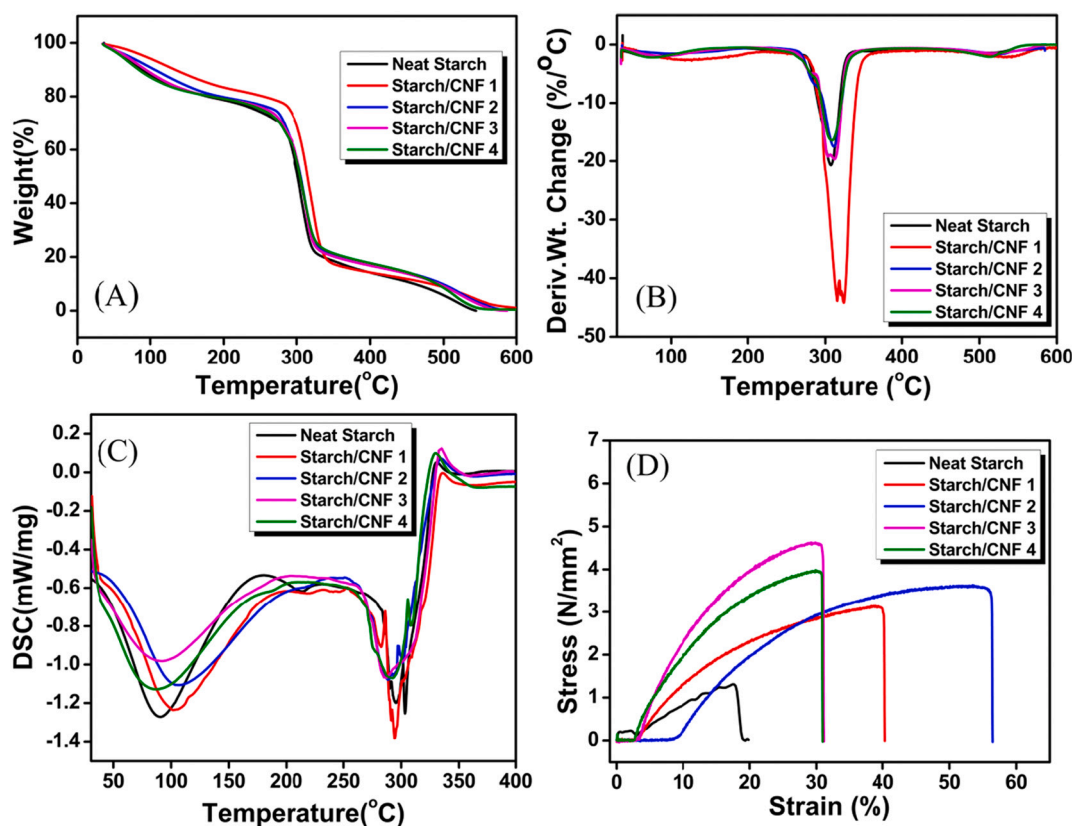 (A)
Weight(%)
100
80
60
40
20
0
0 100 200 300 400 500 600
Temperature(°C)
Neat Starch
Starch/CNF 1
Starch/CNF 2
Starch/CNF 3
Starch/CNF 4
(B)
Deriv.Wt. Change (%/°C)
0
-10
-20
-30
-40
-50
0 100 200 300 400 500 600
Temperature (°C)
Neat Starch
Starch/CNF 1
Starch/CNF 2
Starch/CNF 3
Starch/CNF 4
(C)
DSC(mW/mg)
0.2
0.0
-0.2
-0.4
-0.6
-0.8
-1.0
-1.2
-1.4
50 100 150 200 250 300 350 400
Temperature(°C)
Neat Starch
Starch/CNF 1
Starch/CNF 2
Starch/CNF 3
Starch/CNF 4
(D)
Stress (N/mm²)
7
6
5
4
3
2
1
0
0 10 20 30 40 50 60
Strain (%)
Neat Starch
Starch/CNF 1
Starch/CNF 2
Starch/CNF 3
Starch/CNF 4